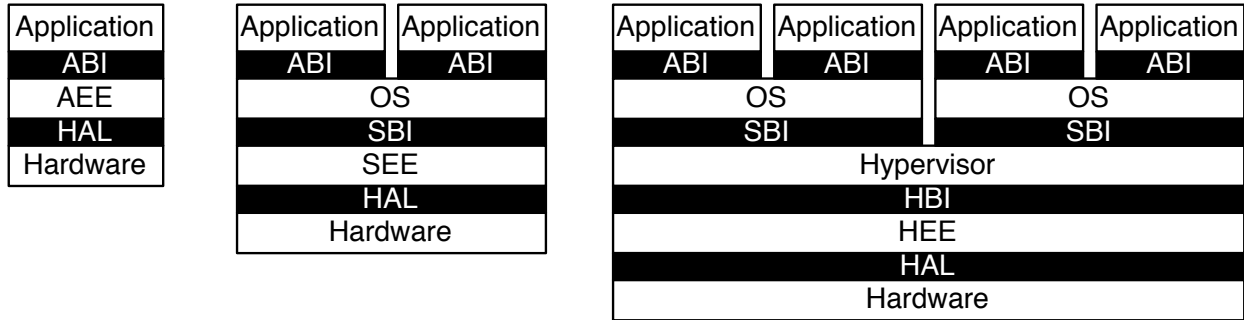 Application
ABI
AEE
HAL
Hardware
Application Application
ABI ABI
OS
SBI
SEE
HAL
Hardware
Application Application Application Application
ABI ABI ABI ABI
OS OS
SBI SBI
Hypervisor
HBI
HEE
HAL
Hardware